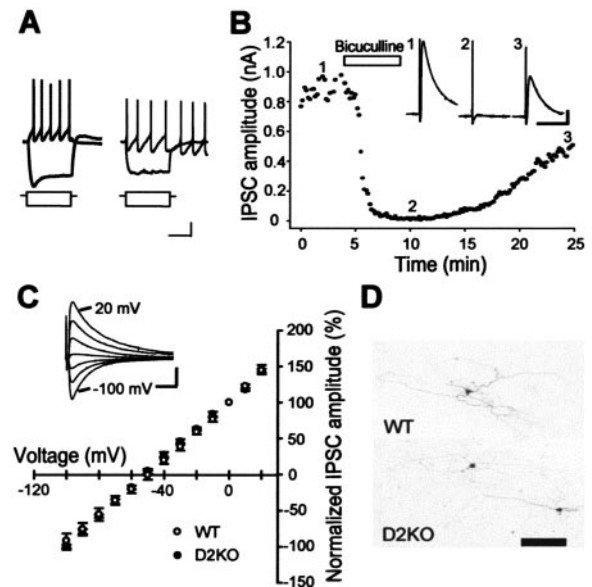 A
B
Bicuculline
1
2
3
1
2
3
IPSC amplitude (nA)
1.2
1.0
0.8
0.6
0.4
0.2
0
0
5
10
15
20
25
Time (min)
C
20 mV
-100 mV
Voltage (mV)
-120
-80
-40
0
200
150
100
50
0
-50
-100
-150
Normalized IPSC amplitude (%)
WT
D2KO
D
WT
D2KO